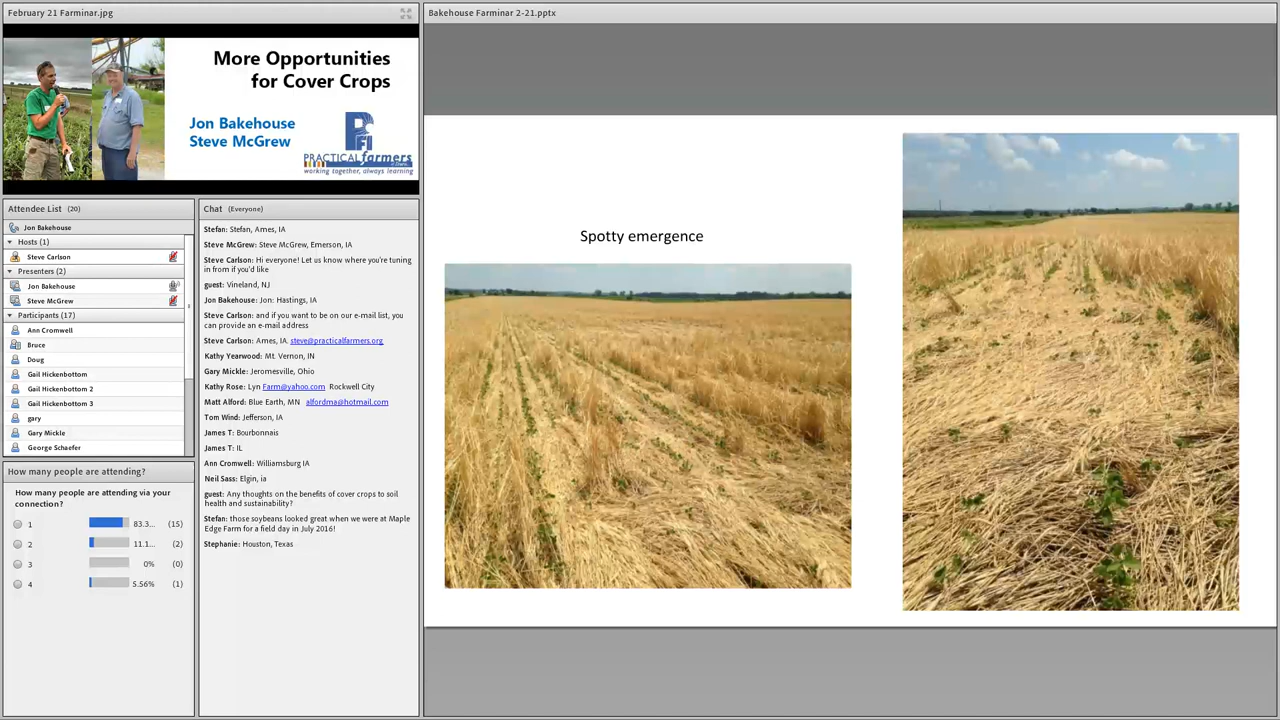 February 21 Farminar.jpg
More Opportunities
for Cover Crops
Jon Bakehouse
Steve McGrew
PFI
PRACTICAL farmers
working together, always learning
Attendee List (20)
Jon Bakehouse
Hosts (1)
Steve Carlson
Presenters (2)
Jon Bakehouse
Steve McGrew
Participants (17)
Ann Cromwell
Bruce
Doug
Gail Hickenbottom
Gail Hickenbottom 2
Gail Hickenbottom 3
gary
Gary Mickle
George Schaefer
How many people are attending?
How many people are attending via your
connection?
1 83.3... (15)
2 11.1... (2)
3 0% (0)
4 5.56% (1)
Chat (Everyone)
Stefan: Stefan, Ames, IA
Steve McGrew: Steve McGrew, Emerson, IA
Steve Carlson: Hi everyone! Let us know where you're tuning
in from if you'd like
guest: Vineland, NJ
Jon Bakehouse: Jon: Hastings, IA
Steve Carlson: and if you want to be on our e-mail list, you
can provide an e-mail address
Steve Carlson: Ames, IA. steve@practicalfarmers.org
Kathy Yearwood: Mt. Vernon, IN
Gary Mickle: Jeromesville, Ohio
Kathy Rose: Lyn Farm@yahoo.com Rockwell City
Matt Alford: Blue Earth, MN alfordma@hotmail.com
Tom Wind: Jefferson, IA
James T: Bourbonnais
James T: IL
Ann Cromwell: Williamsburg IA
Neil Sass: Elgin, ia
guest: Any thoughts on the benefits of cover crops to soil
health and sustainability?
Stefan: those soybeans looked great when we were at Maple
Edge Farm for a field day in July 2016!
Stephanie: Houston, Texas
Bakehouse Farminar 2-21.pptx
Spotty emergence